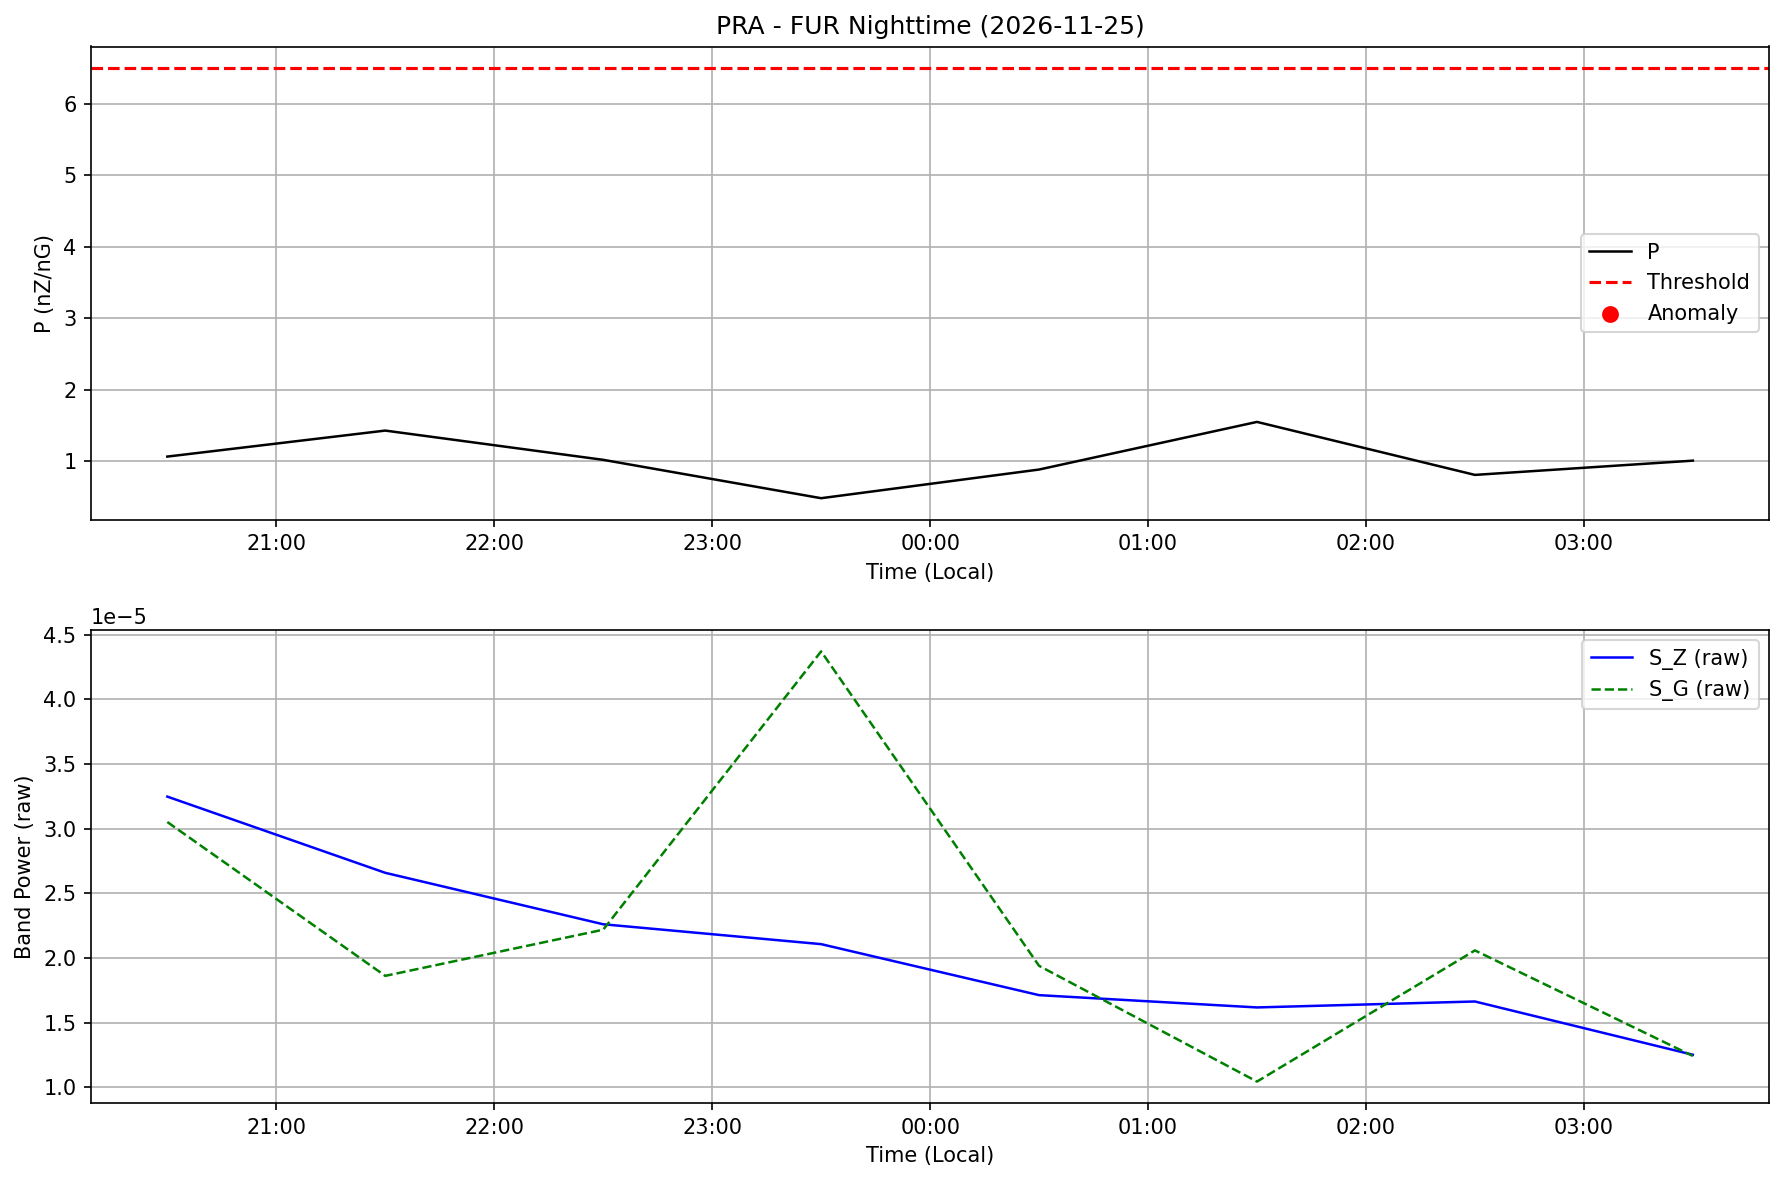 PRA - FUR Nighttime (2026-11-25)
P (nZ/nG)
6
5
4
3
2
1
P
Threshold
Anomaly
21:00 22:00 23:00 00:00 01:00 02:00 03:00
Time (Local)
1e−5
Band Power (raw)
4.5
4.0
3.5
3.0
2.5
2.0
1.5
1.0
S_Z (raw)
S_G (raw)
21:00 22:00 23:00 00:00 01:00 02:00 03:00
Time (Local)